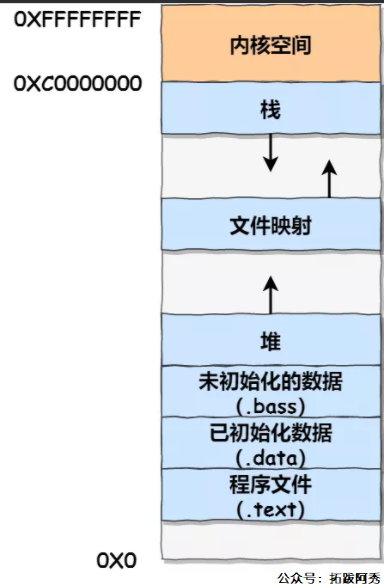 0XFFFFFFFF
内核空间
0XC0000000
栈
文件映射
堆
未初始化的数据
(.bass)
已初始化数据
(.data)
程序文件
(.text)
0X0
公众号：拓跋阿秀